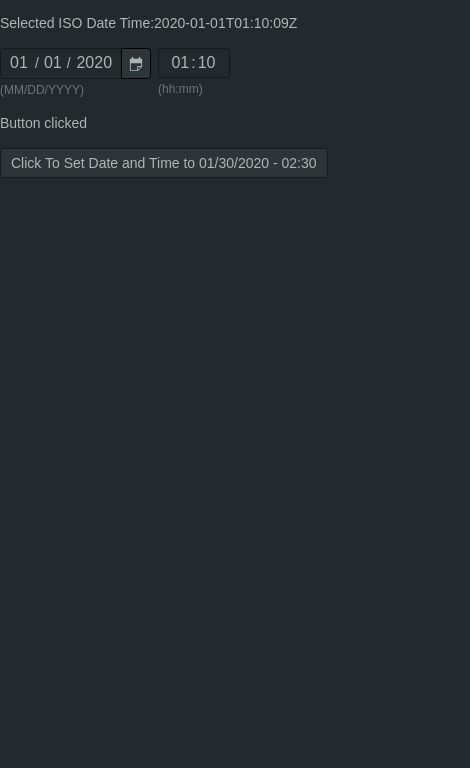 Selected ISO Date Time:2020-01-01T01:10:09Z
01 / 01 / 2020 01:10
(MM/DD/YYYY) (hh:mm)
Button clicked
Click To Set Date and Time to 01/30/2020 - 02:30